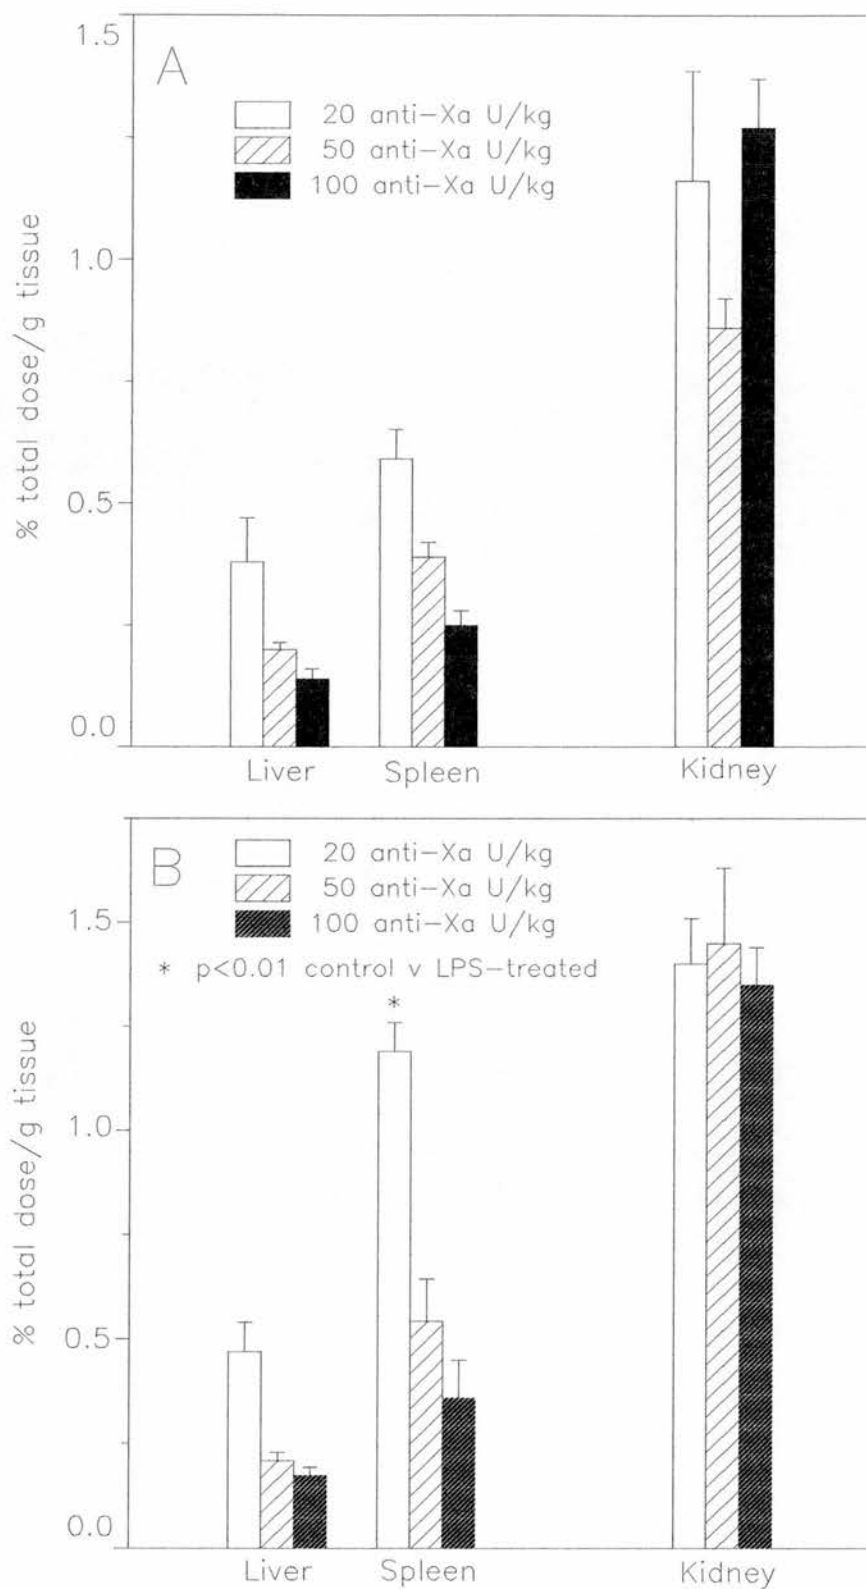 1.5
A
20 anti-Xa U/kg
50 anti-Xa U/kg
100 anti-Xa U/kg
1.0
0.5
0.0
% total dose/g tissue
Liver Spleen Kidney
B
20 anti-Xa U/kg
50 anti-Xa U/kg
100 anti-Xa U/kg
* p<0.01 control v LPS-treated
*
1.5
1.0
0.5
0.0
% total dose/g tissue
Liver Spleen Kidney